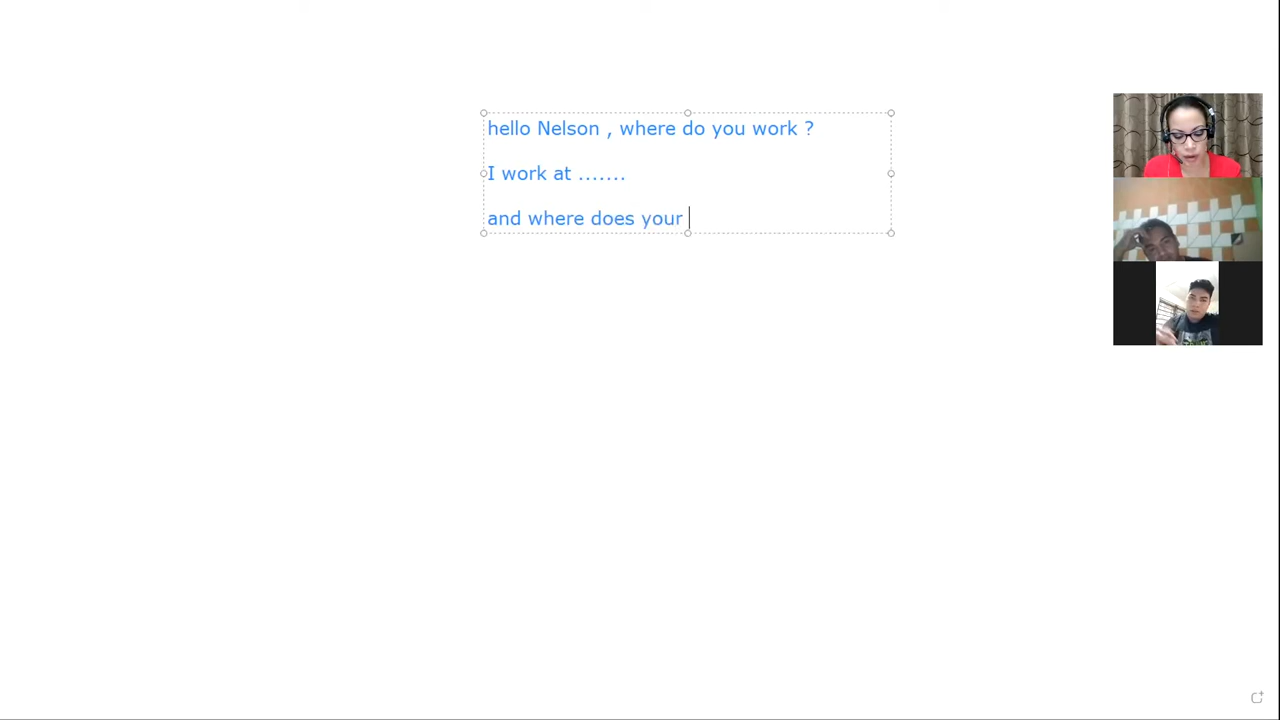 hello Nelson , where do you work ?
I work at .......
and where does your